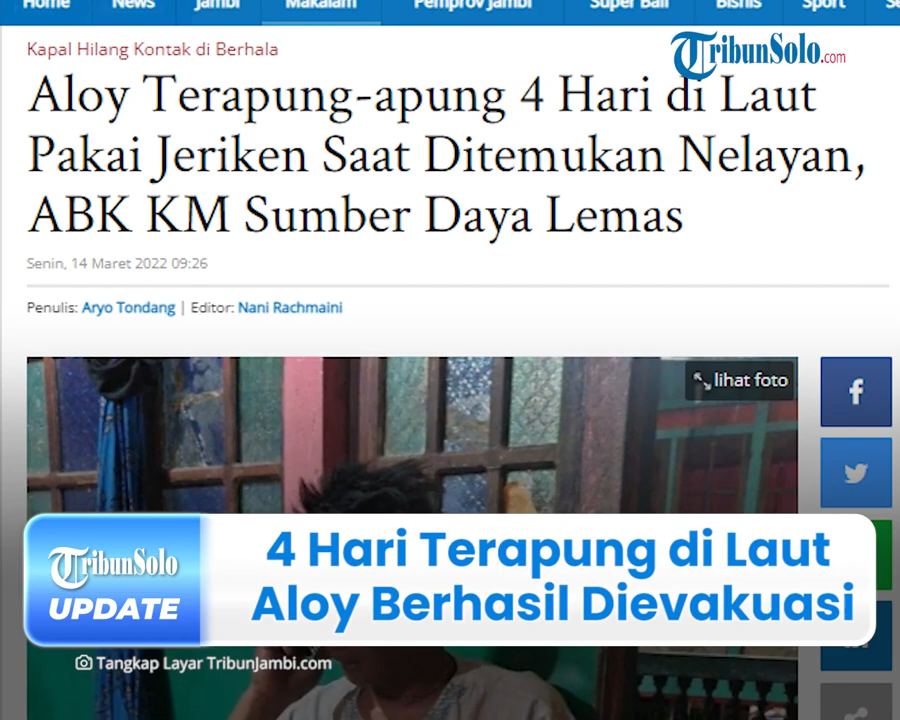 Home News Jambi Makalam Pemprov Jambi Super Ball Bisnis Sport
Kapal Hilang Kontak di Berhala
TribunSolo.com
Aloy Terapung-apung 4 Hari di Laut
Pakai Jeriken Saat Ditemukan Nelayan,
ABK KM Sumber Daya Lemas
Senin, 14 Maret 2022 09:26
Penulis: Aryo Tondang | Editor: Nani Rachmaini
lihat foto
TribunSolo
UPDATE
4 Hari Terapung di Laut
Aloy Berhasil Dievakuasi
Tangkap Layar TribunJambi.com